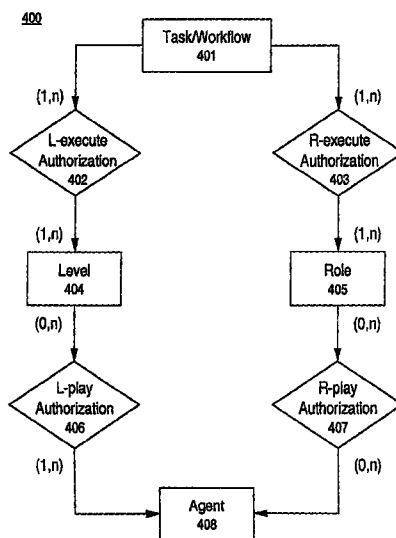 400
Task/Workflow
401
(1,n)
(1,n)
L-execute
Authorization
402
R-execute
Authorization
403
(1,n)
(1,n)
Level
404
Role
405
(0,n)
(0,n)
L-play
Authorization
406
R-play
Authorization
407
(1,n)
(0,n)
Agent
408